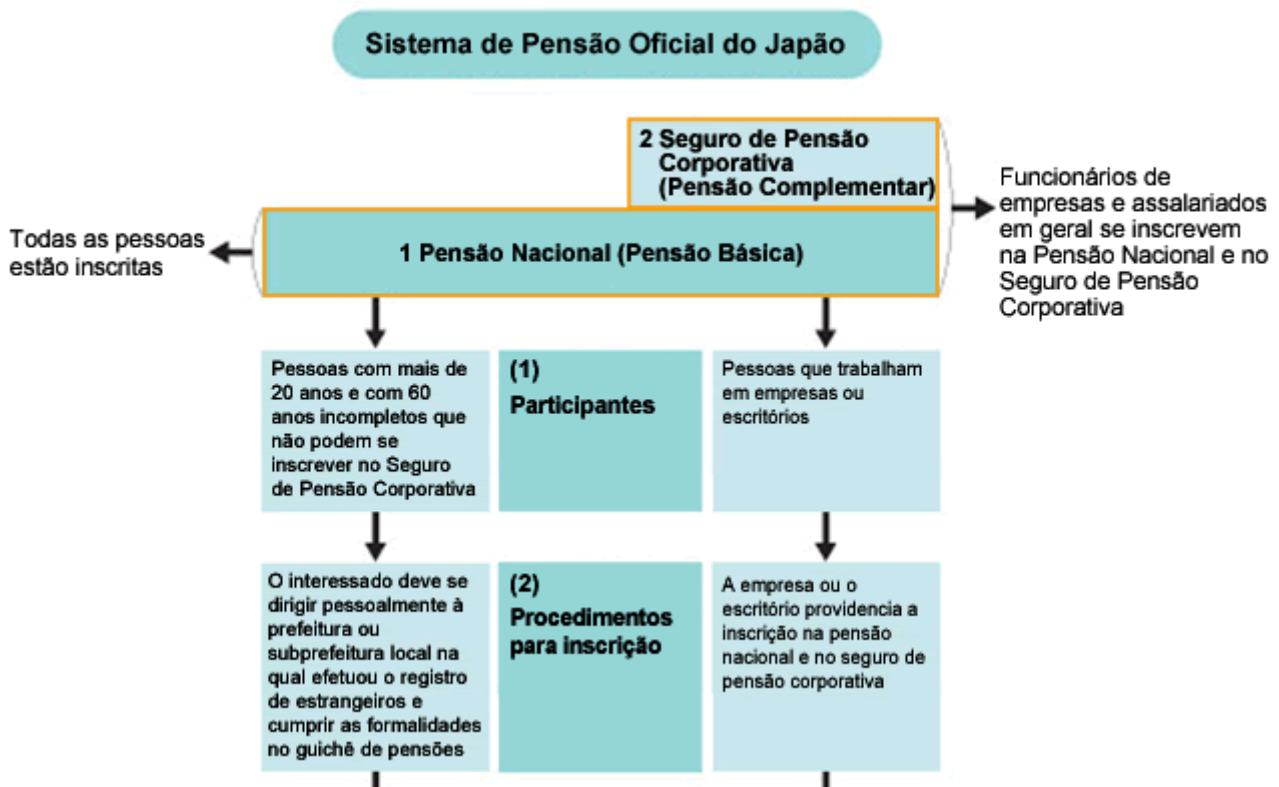 Sistema de Pensão Oficial do Japão
2 Seguro de Pensão
Corporativa
(Pensão Complementar)
Funcionários de
empresas e assalariados
em geral se inscrevem
na Pensão Nacional e no
Seguro de Pensão
Corporativa
Todas as pessoas
estão inscritas
1 Pensão Nacional (Pensão Básica)
Pessoas com mais de
20 anos e com 60
anos incompletos que
não podem se
inscrever no Seguro
de Pensão Corporativa
(1)
Participantes
Pessoas que trabalham
em empresas ou
escritórios
O interessado deve se
dirigir pessoalmente à
prefeitura ou
subprefeitura local na
qual efetuou o registro
de estrangeiros e
cumprir as formalidades
no guichê de pensões
(2)
Procedimentos
para inscrição
A empresa ou o
escritório providencia a
inscrição na pensão
nacional e no seguro de
pensão corporativa